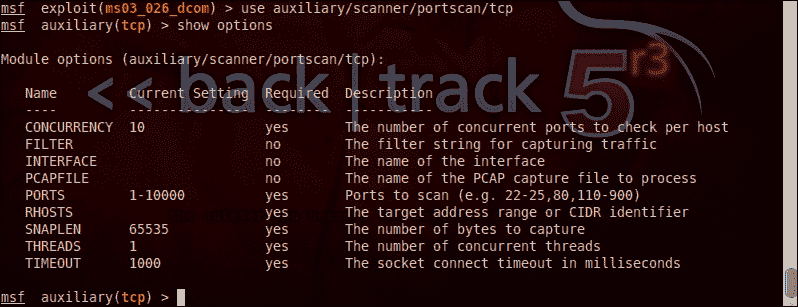 msf exploit(ms03_026_dcom) > use auxiliary/scanner/portscan/tcp
msf auxiliary(tcp) > show options
Module options (auxiliary/scanner/portscan/tcp):
Name Current Setting Required Description
---- --------------- -------- -----------
CONCURRENCY 10 yes The number of concurrent ports to check per host
FILTER no The filter string for capturing traffic
INTERFACE no The name of the interface
PCAPFILE no The name of the PCAP capture file to process
PORTS 1-10000 yes Ports to scan (e.g. 22-25,80,110-900)
RHOSTS yes The target address range or CIDR identifier
SNAPLEN 65535 yes The number of bytes to capture
THREADS 1 yes The number of concurrent threads
TIMEOUT 1000 yes The socket connect timeout in milliseconds
msf auxiliary(tcp) >
<< back | track 5 r3